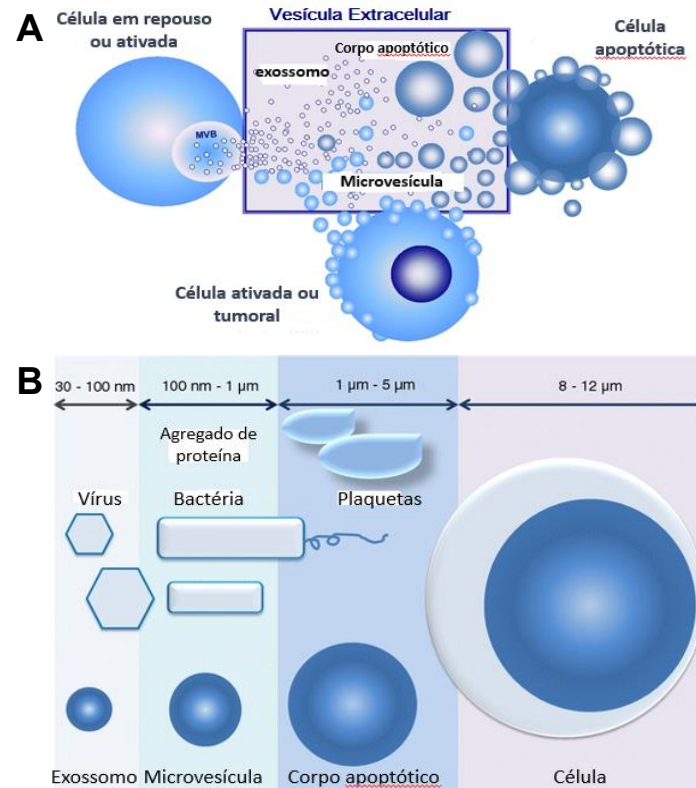 A
Célula em repouso
ou ativada
Vesícula Extracelular
Célula
apoptótica
Corpo apoptótico
exossomo
MVB
Microvesícula
Célula ativada ou
tumoral
B
30 - 100 nm
100 nm - 1 µm
1 µm - 5 µm
8 - 12 µm
Agregado de
proteína
Vírus
Bactéria
Plaquetas
Exossomo
Microvesícula
Corpo apoptótico
Célula